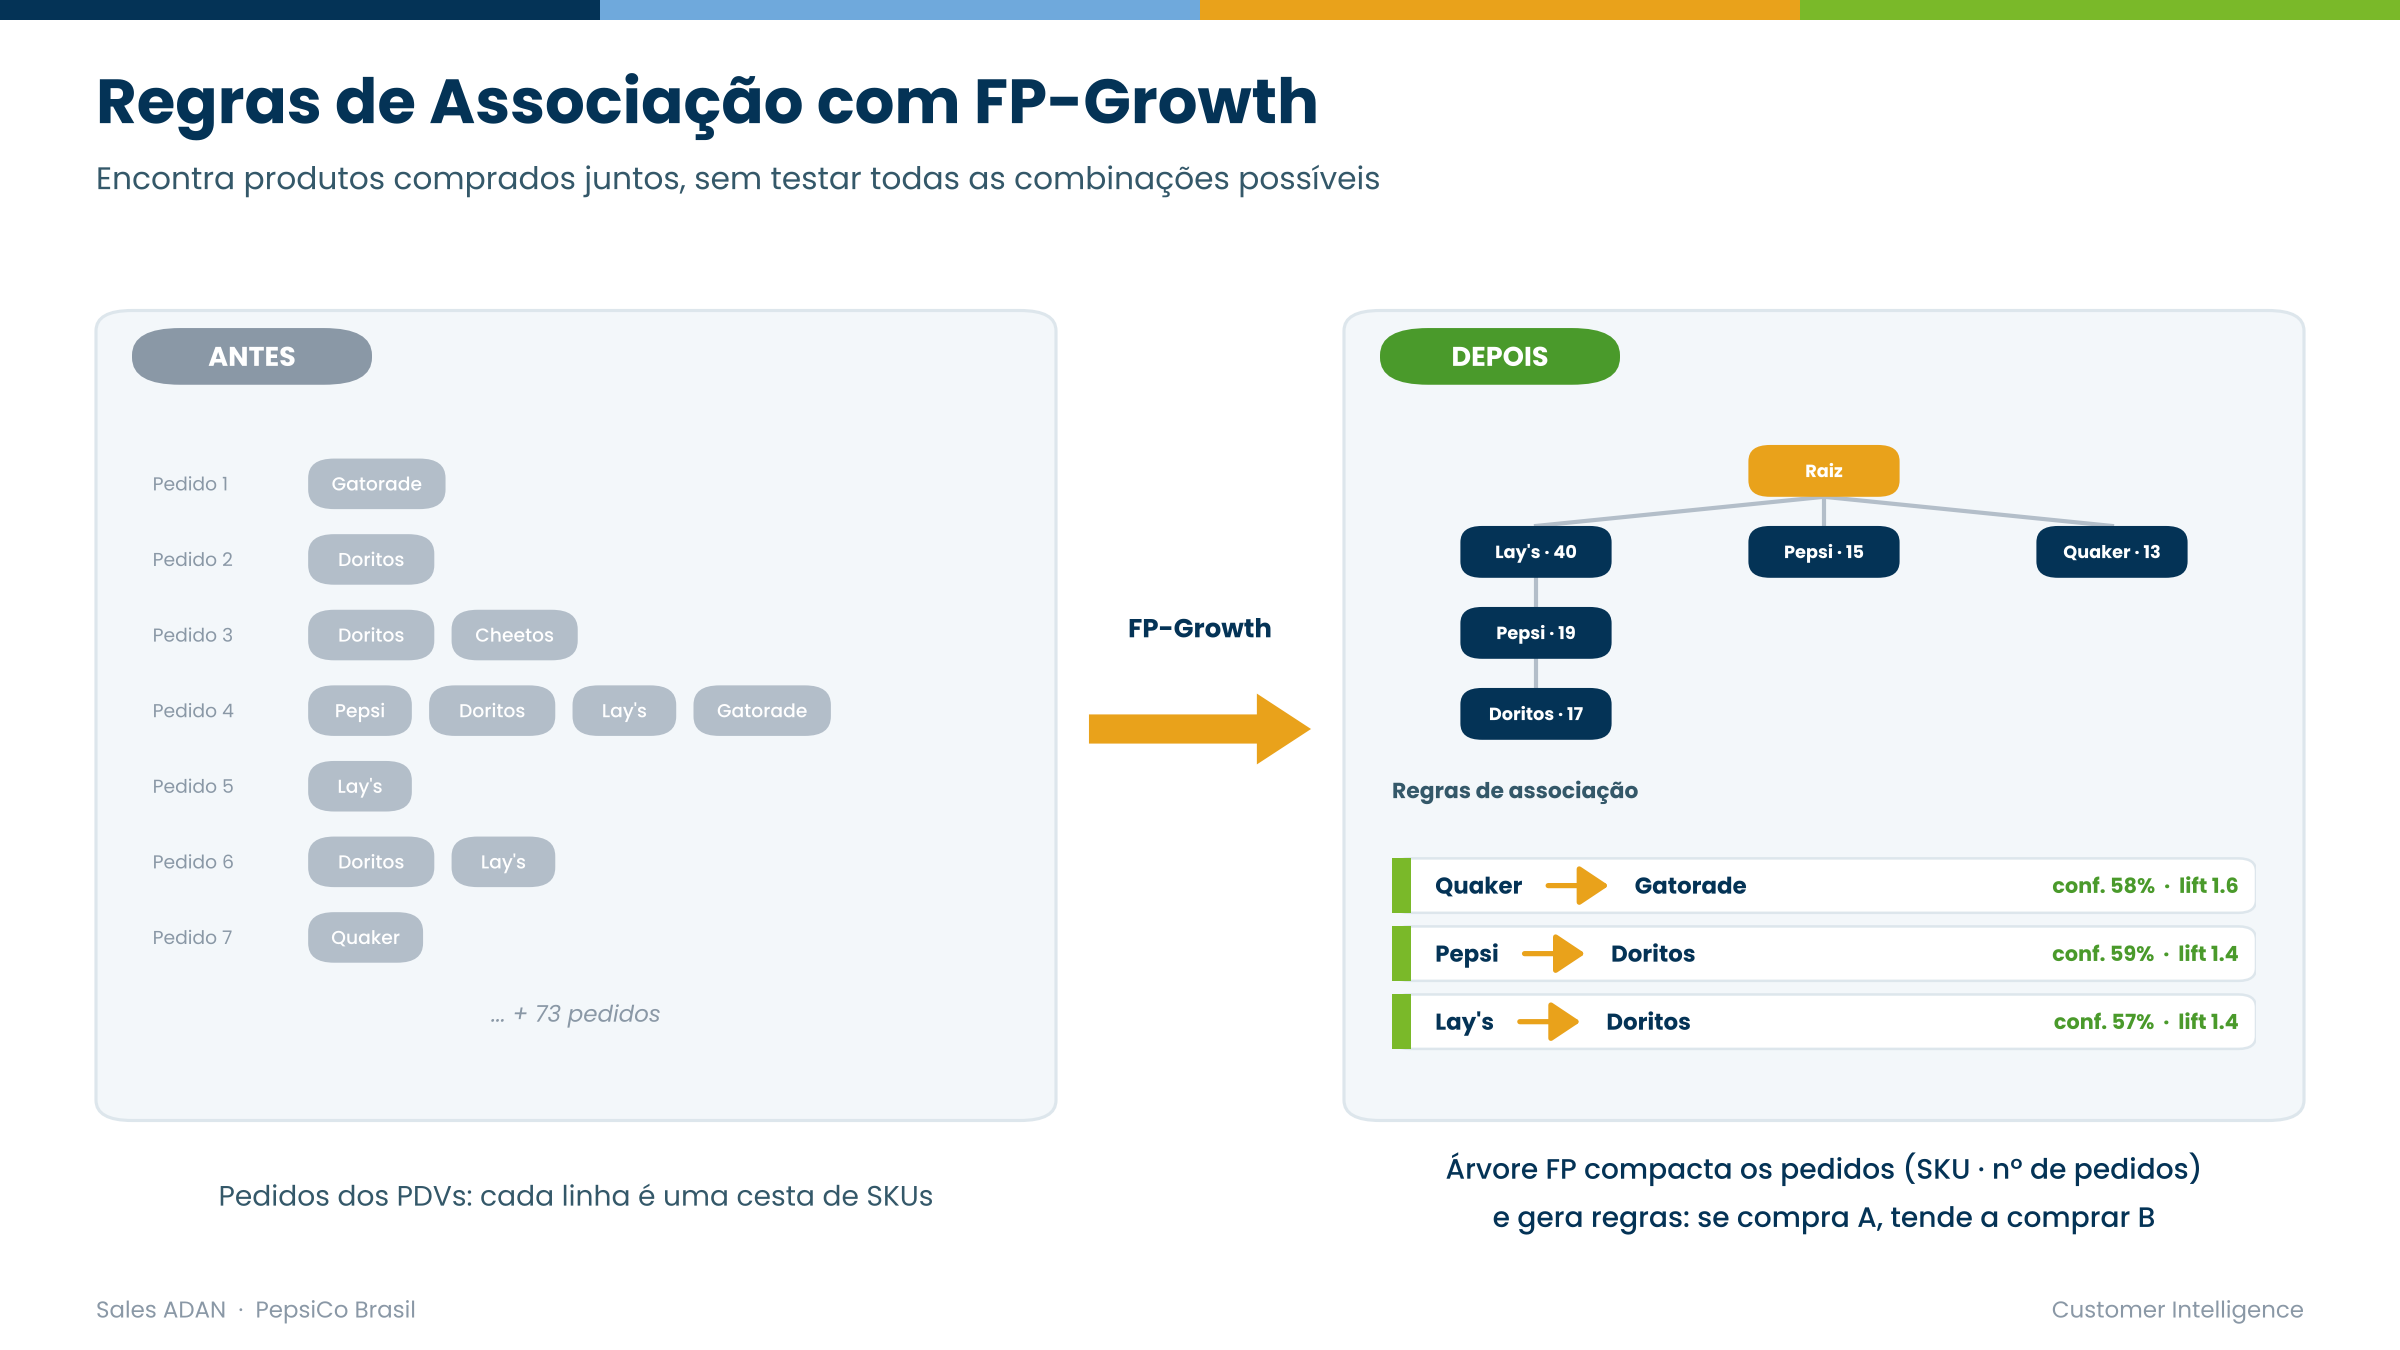 Regras de Associação com FP-Growth
Encontra produtos comprados juntos, sem testar todas as combinações possíveis
ANTES
Pedido 1 Gatorade
Pedido 2 Doritos
Pedido 3 Doritos Cheetos
Pedido 4 Pepsi Doritos Lay's Gatorade
Pedido 5 Lay's
Pedido 6 Doritos Lay's
Pedido 7 Quaker
... + 73 pedidos
Pedidos dos PDVs: cada linha é uma cesta de SKUs
FP-Growth
DEPOIS
Raiz
Lay's · 40 Pepsi · 15 Quaker · 13
Pepsi · 19
Doritos · 17
Regras de associação
Quaker Gatorade conf. 58% · lift 1.6
Pepsi Doritos conf. 59% · lift 1.4
Lay's Doritos conf. 57% · lift 1.4
Árvore FP compacta os pedidos (SKU · nº de pedidos)
e gera regras: se compra A, tende a comprar B
Sales ADAN · PepsiCo Brasil
Customer Intelligence